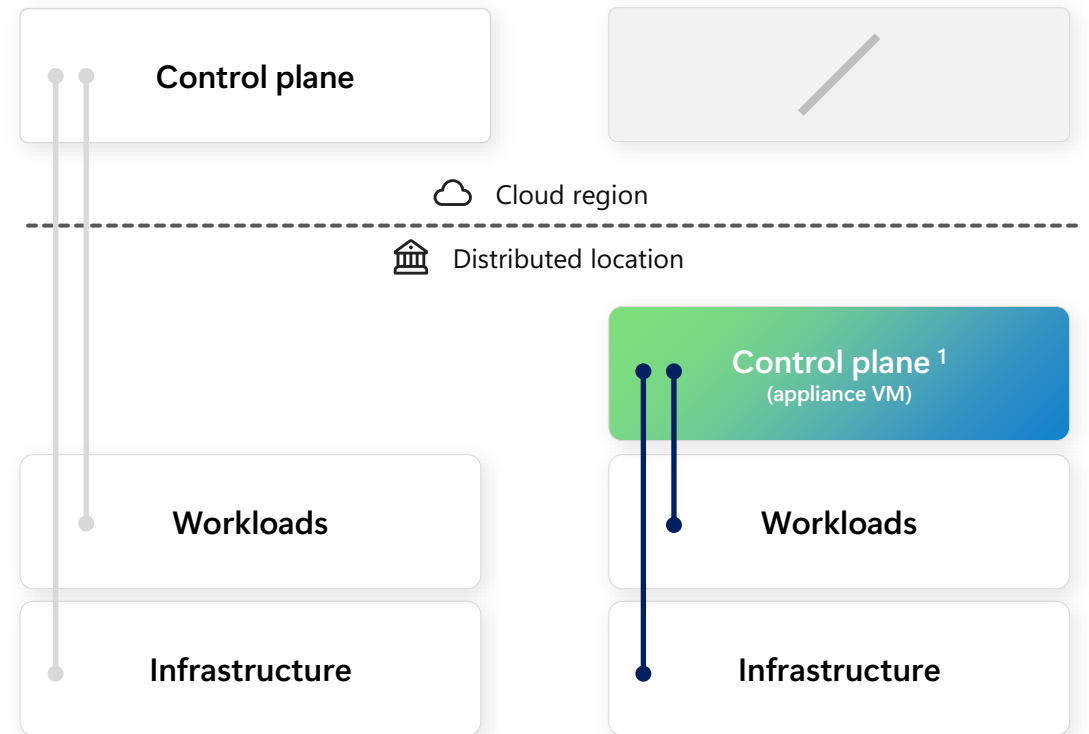 Control plane
Cloud region
Distributed location
Control plane 1
(appliance VM)
Workloads
Workloads
Infrastructure
Infrastructure